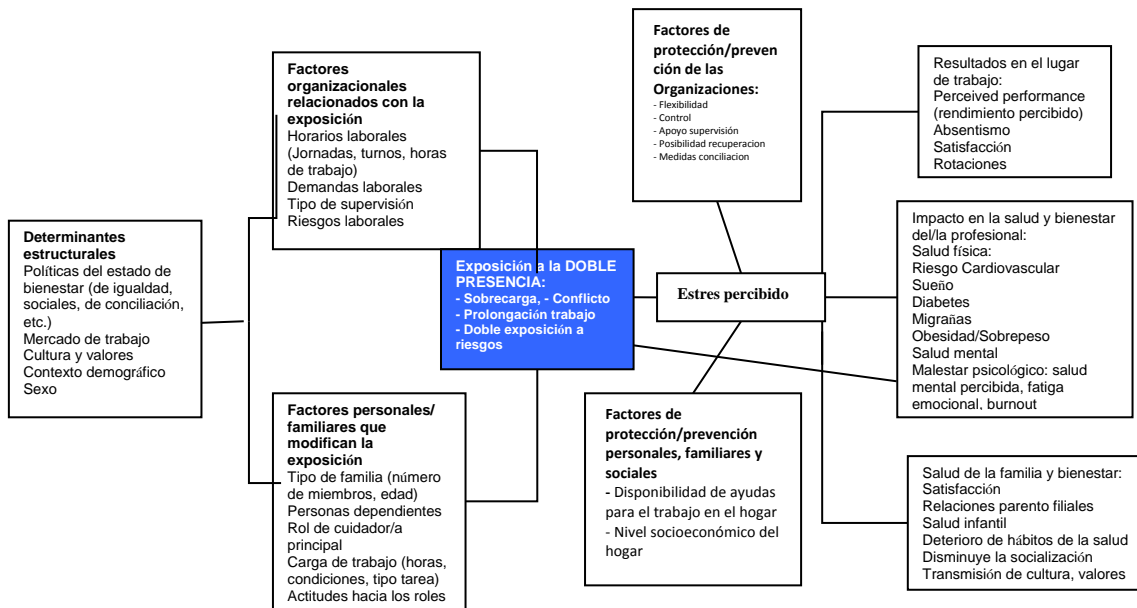 Determinantes
estructurales
Políticas del estado de
bienestar (de igualdad,
sociales, de conciliación,
etc.)
Mercado de trabajo
Cultura y valores
Contexto demográfico
Sexo
Factores
organizacionales
relacionados con la
exposición
Horarios laborales
(Jornadas, turnos, horas
de trabajo)
Demandas laborales
Tipo de supervisión
Riesgos laborales
Factores personales/
familiares que
modifican la
exposición
Tipo de familia (número
de miembros, edad)
Personas dependientes
Rol de cuidador/a
principal
Carga de trabajo (horas,
condiciones, tipo tarea)
Actitudes hacia los roles
Exposición a la DOBLE
PRESENCIA:
- Sobrecarga, - Conflicto
- Prolongación trabajo
- Doble exposición a
riesgos
Factores de
protección/preven
ción de las
Organizaciones:
- Flexibilidad
- Control
- Apoyo supervisión
- Posibilidad recuperacion
- Medidas conciliacion
Estres percibido
Factores de
protección/prevención
personales, familiares y
sociales
- Disponibilidad de ayudas
para el trabajo en el hogar
- Nivel socioeconómico del
hogar
Resultados en el lugar
de trabajo:
Perceived performance
(rendimiento percibido)
Absentismo
Satisfacción
Rotaciones
Impacto en la salud y bienestar
del/la profesional:
Salud física:
Riesgo Cardiovascular
Sueño
Diabetes
Migrañas
Obesidad/Sobrepeso
Salud mental
Malestar psicológico: salud
mental percibida, fatiga
emocional, burnout
Salud de la familia y bienestar:
Satisfacción
Relaciones parento filiales
Salud infantil
Deterioro de hábitos de la salud
Disminuye la socialización
Transmisión de cultura, valores